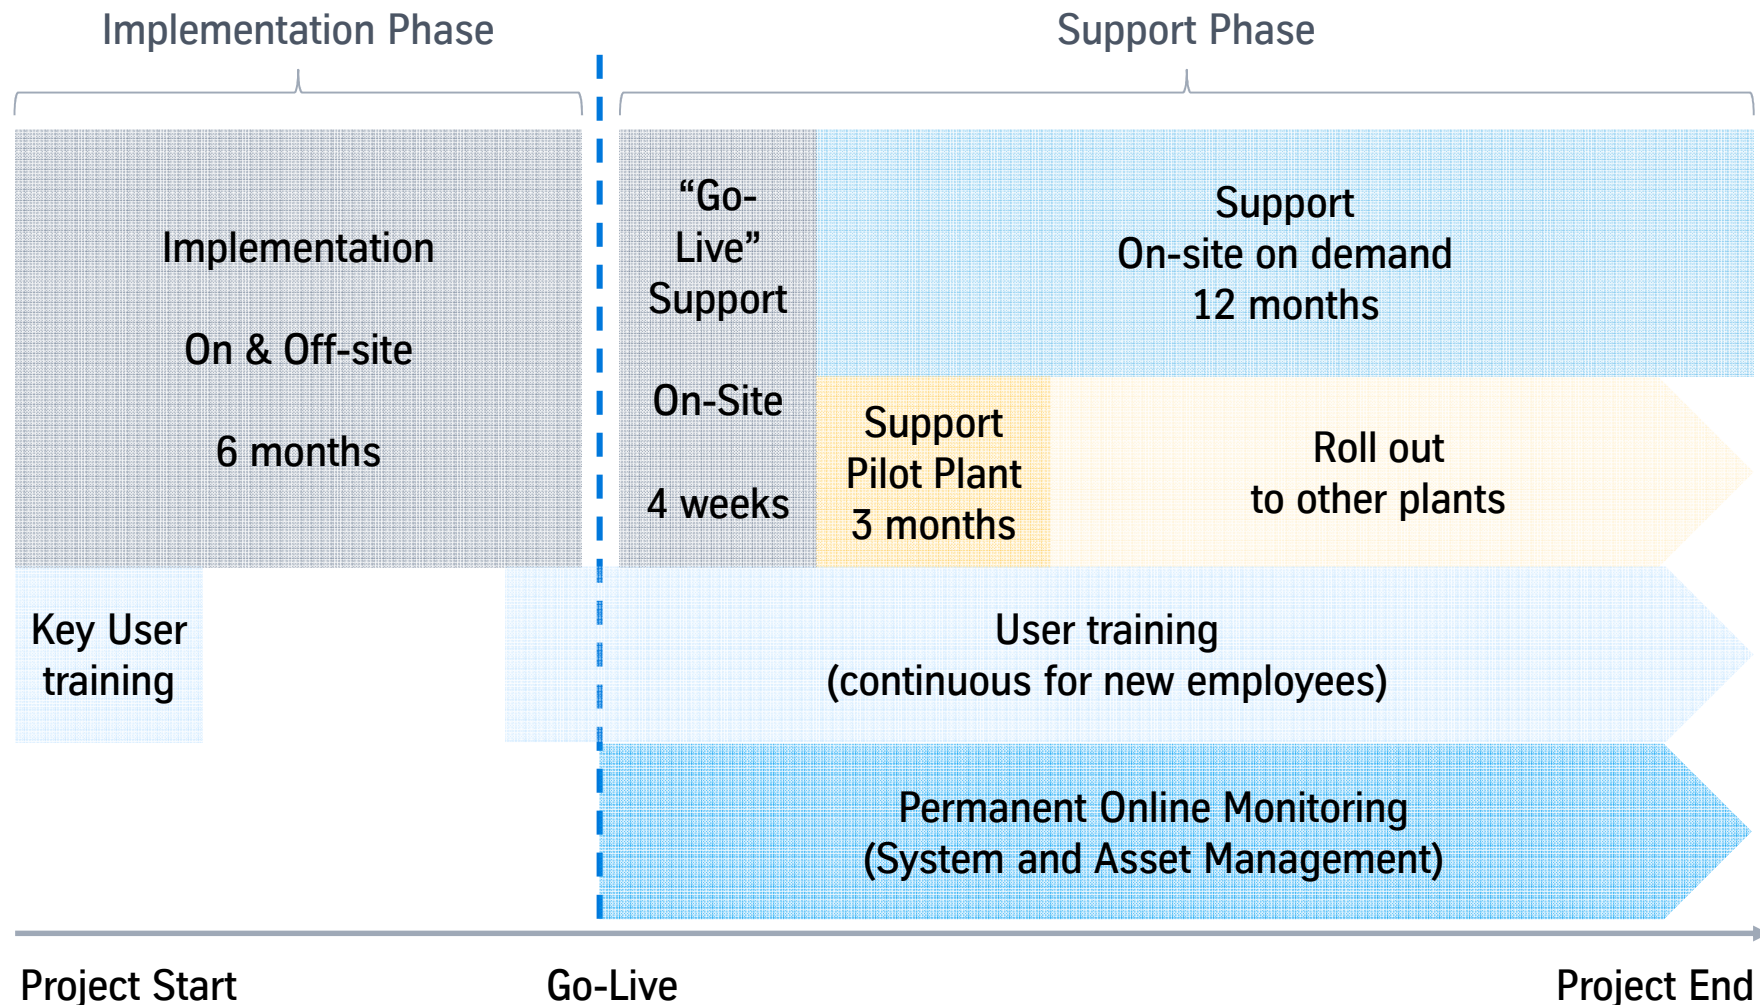 Implementation Phase
Support Phase
Implementation
On & Off-site
6 months
“Go-
Live”
Support
On-Site
4 weeks
Support
On-site on demand
12 months
Support
Pilot Plant
3 months
Roll out
to other plants
Key User
training
User training
(continuous for new employees)
Permanent Online Monitoring
(System and Asset Management)
Project Start
Go-Live
Project End